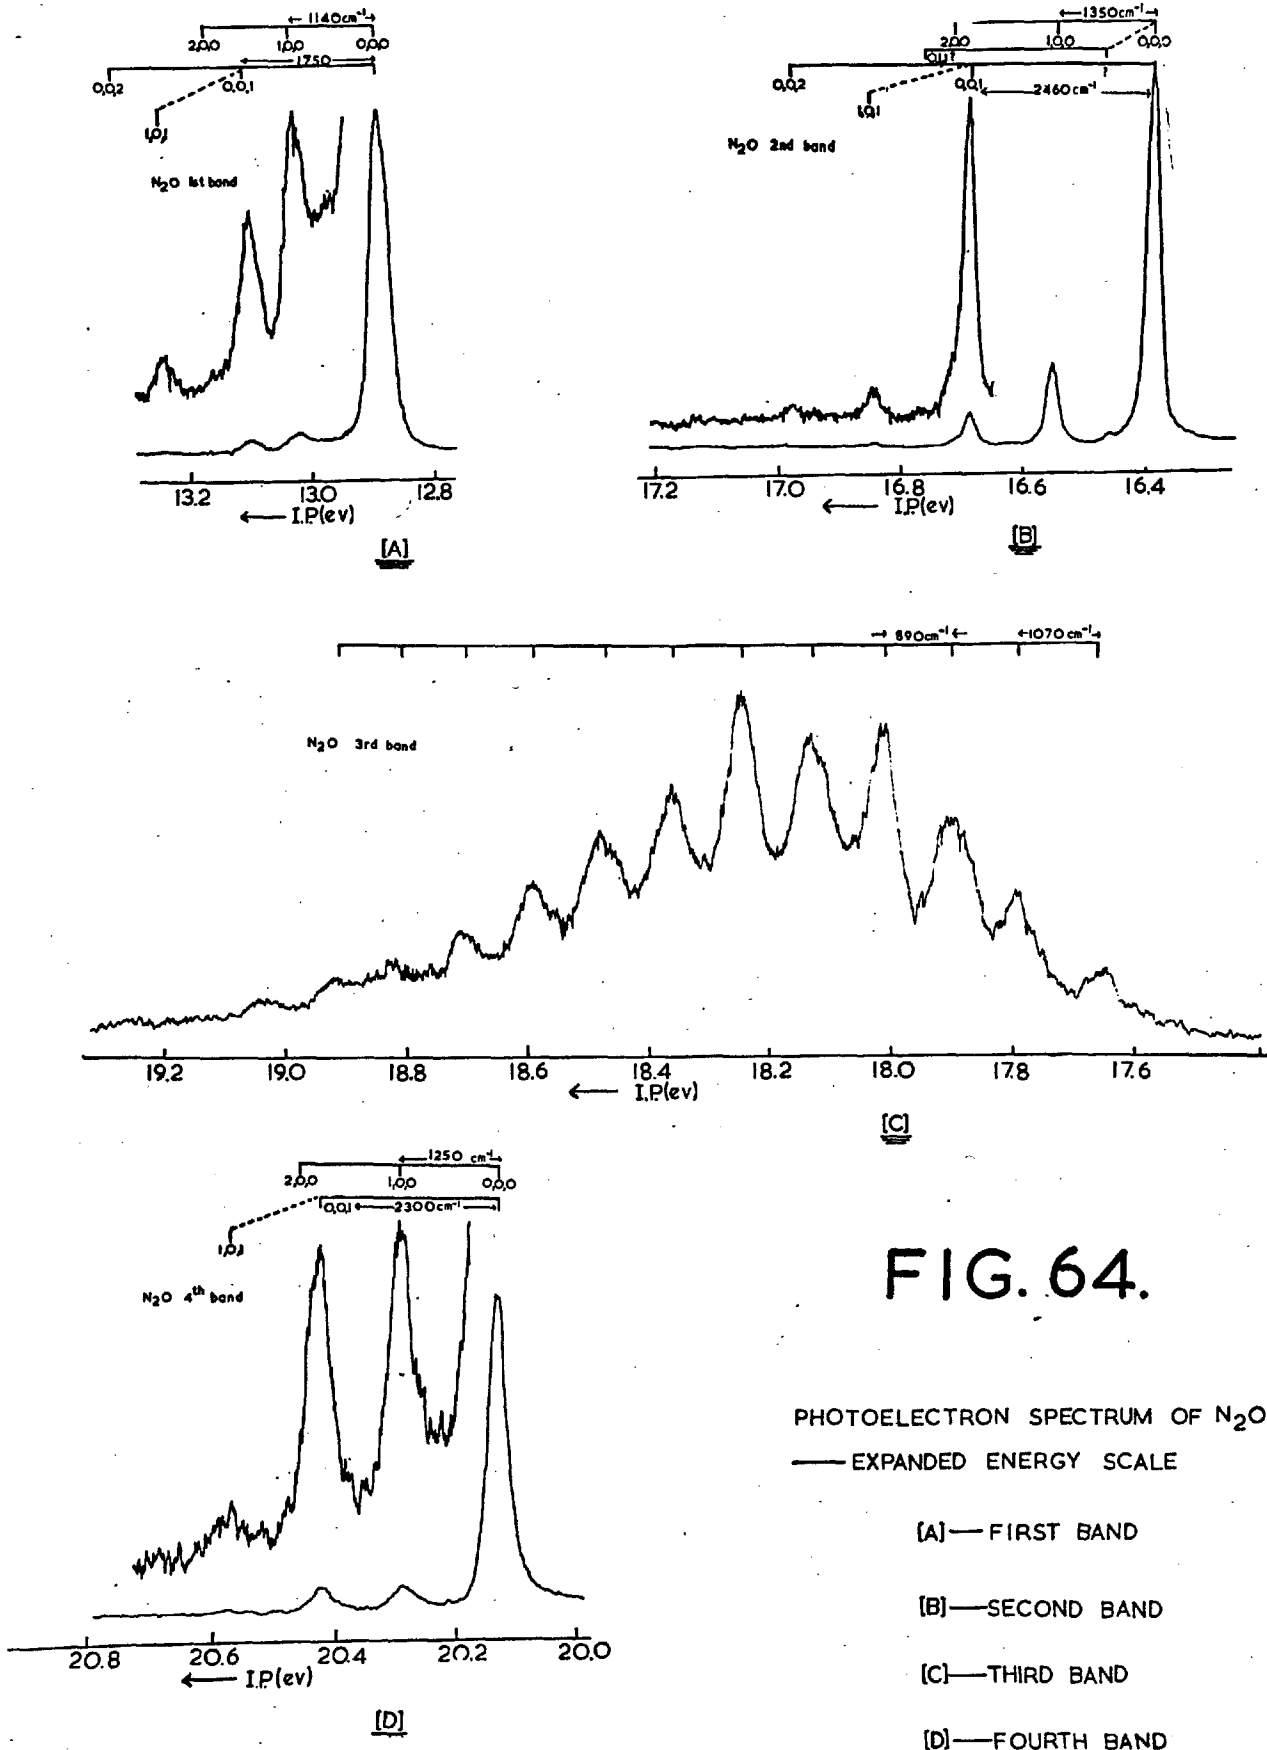 1140cm⁻¹
2,0,0 1,0,0 0,0,0
1750
0,0,2 0,0,1
1,0,1
N₂O 1st band
13.2 13.0 12.8
← I.P.(ev)
[A]
1350cm⁻¹
2,0,0 1,0,0 0,0,0
0,1,1? ?
0,0,2 0,0,1
2460cm⁻¹
1,0,1
N₂O 2nd band
17.2 17.0 16.8 16.6 16.4
← I.P.(ev)
[B]
890cm⁻¹ 1070cm⁻¹
N₂O 3rd band
19.2 19.0 18.8 18.6 18.4 18.2 18.0 17.8 17.6
← I.P.(ev)
[C]
1250 cm⁻¹
2,0,0 1,0,0 0,0,0
0,0,1 2300cm⁻¹
1,0,1
N₂O 4th band
20.8 20.6 20.4 20.2 20.0
← I.P.(ev)
[D]
FIG. 64.
PHOTOELECTRON SPECTRUM OF N₂O
— EXPANDED ENERGY SCALE
[A] — FIRST BAND
[B] — SECOND BAND
[C] — THIRD BAND
[D] — FOURTH BAND